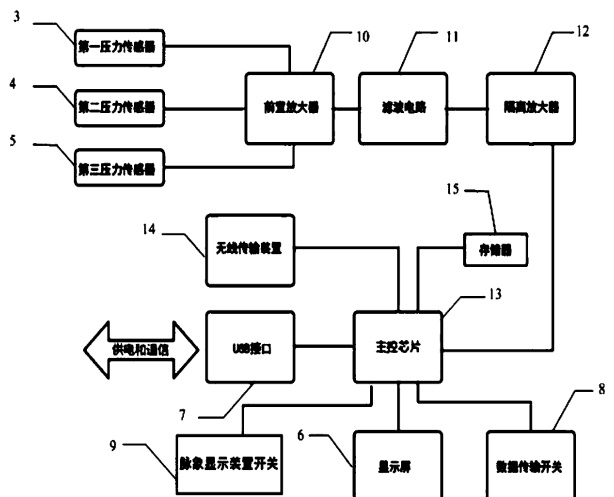 3
第一压力传感器
10
11
12
4
第二压力传感器
前置放大器
滤波电路
隔离放大器
5
第三压力传感器
15
14
无线传输装置
存储器
13
供电和通信
USB接口
主控芯片
7
8
9
脉象显示装置开关
6
显示屏
数据传输开关